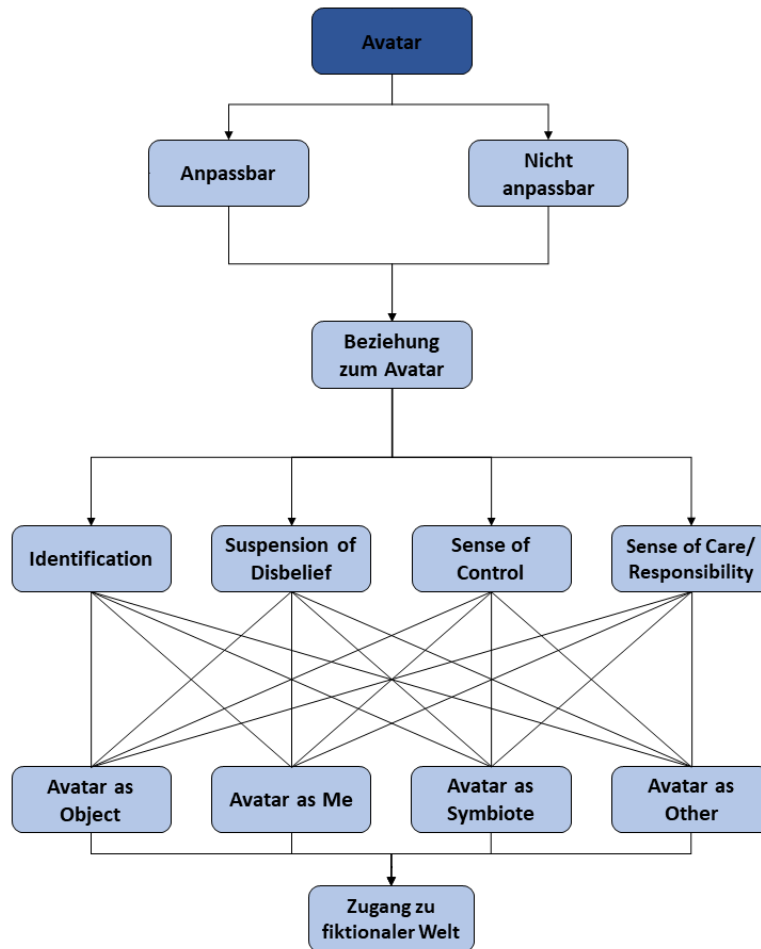 Avatar
Anpassbar
Nicht
anpassbar
Beziehung
zum Avatar
Identification
Suspension of
Disbelief
Sense of
Control
Sense of Care/
Responsibility
Avatar as
Object
Avatar as Me
Avatar as
Symbiote
Avatar as
Other
Zugang zu
fiktionaler Welt